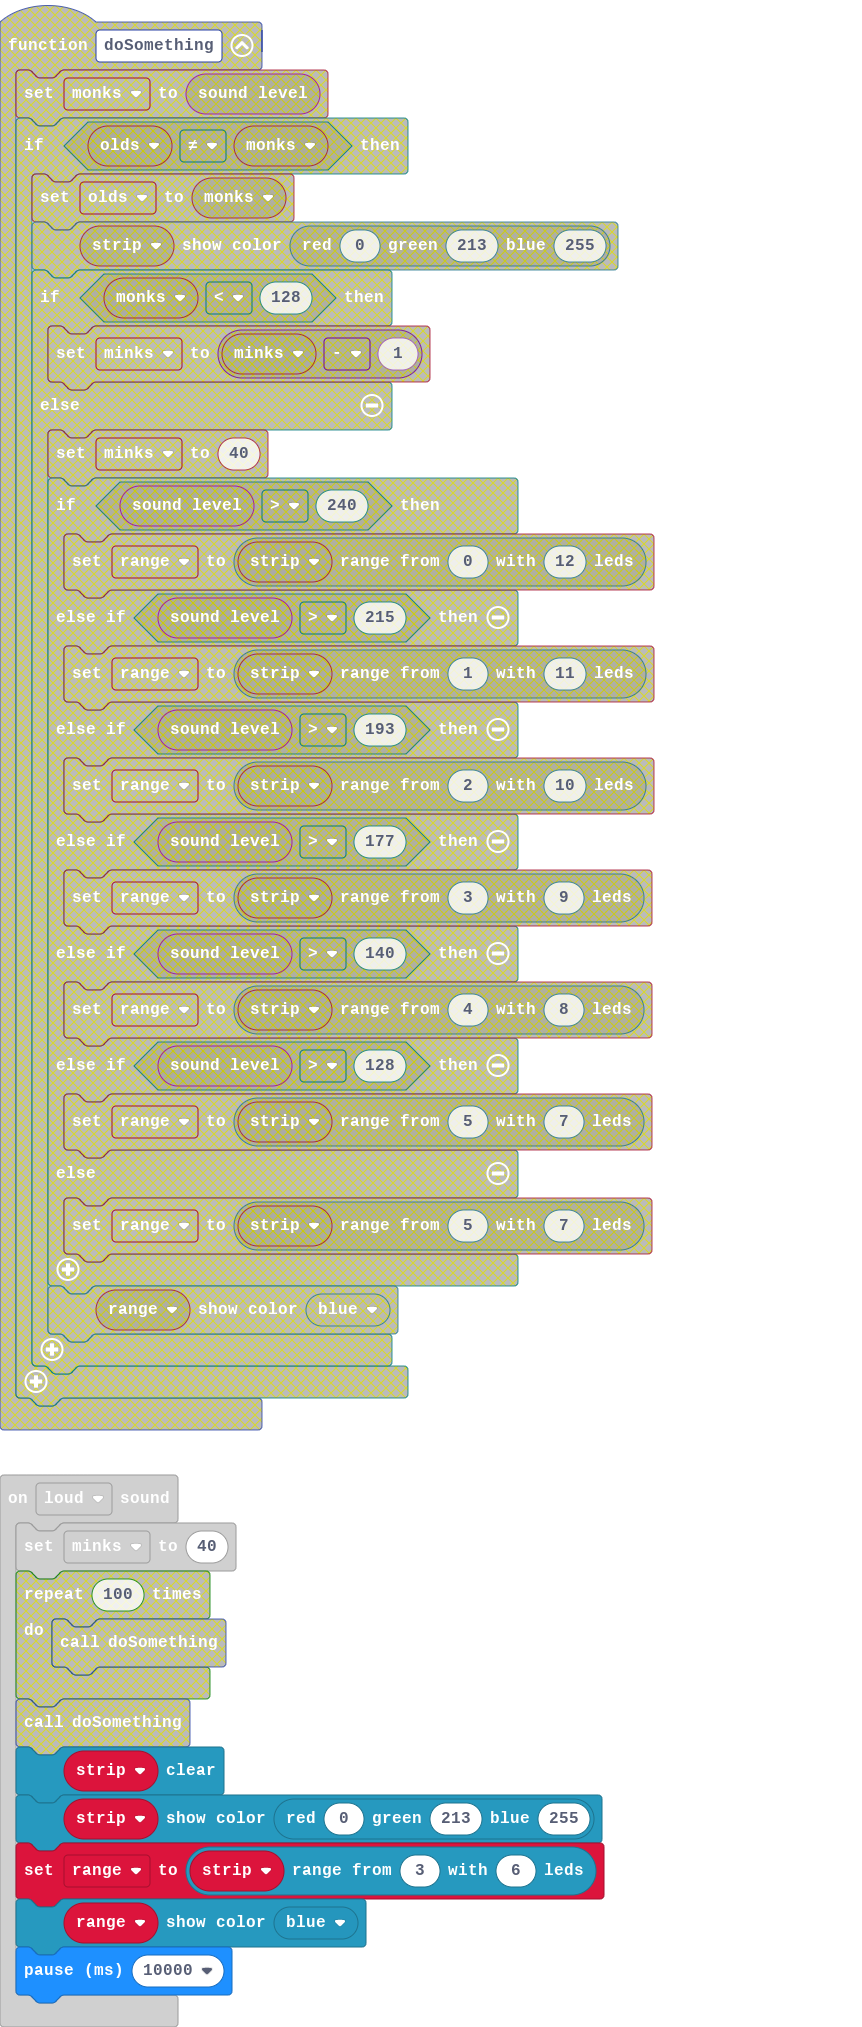 function doSomething
set monks to sound level
if olds ≠ monks then
set olds to monks
strip show color red 0 green 213 blue 255
if monks < 128 then
set minks to minks - 1
else
set minks to 40
if sound level > 240 then
set range to strip range from 0 with 12 leds
else if sound level > 215 then
set range to strip range from 1 with 11 leds
else if sound level > 193 then
set range to strip range from 2 with 10 leds
else if sound level > 177 then
set range to strip range from 3 with 9 leds
else if sound level > 140 then
set range to strip range from 4 with 8 leds
else if sound level > 128 then
set range to strip range from 5 with 7 leds
else
set range to strip range from 5 with 7 leds
range show color blue
on loud sound
set minks to 40
repeat 100 times
do call doSomething
call doSomething
strip clear
strip show color red 0 green 213 blue 255
set range to strip range from 3 with 6 leds
range show color blue
pause (ms) 10000